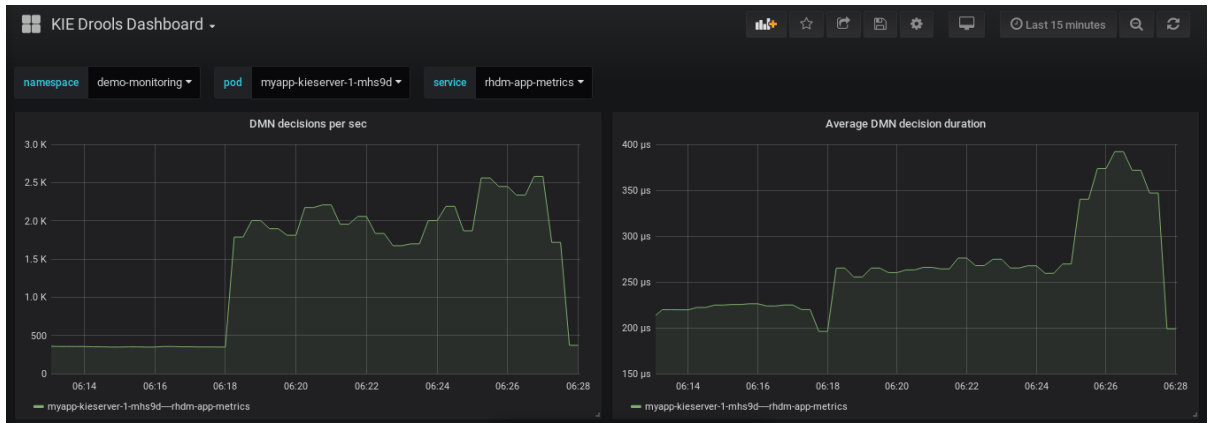 KIE Drools Dashboard
Last 15 minutes
namespace demo-monitoring pod myapp-kieserver-1-mhs9d service rhdm-app-metrics
DMN decisions per sec
3.0 K
2.5 K
2.0 K
1.5 K
1.0 K
500
0
06:14 06:16 06:18 06:20 06:22 06:24 06:26 06:28
myapp-kieserver-1-mhs9d—rhdm-app-metrics
Average DMN decision duration
400 µs
350 µs
300 µs
250 µs
200 µs
150 µs
06:14 06:16 06:18 06:20 06:22 06:24 06:26 06:28
myapp-kieserver-1-mhs9d—rhdm-app-metrics